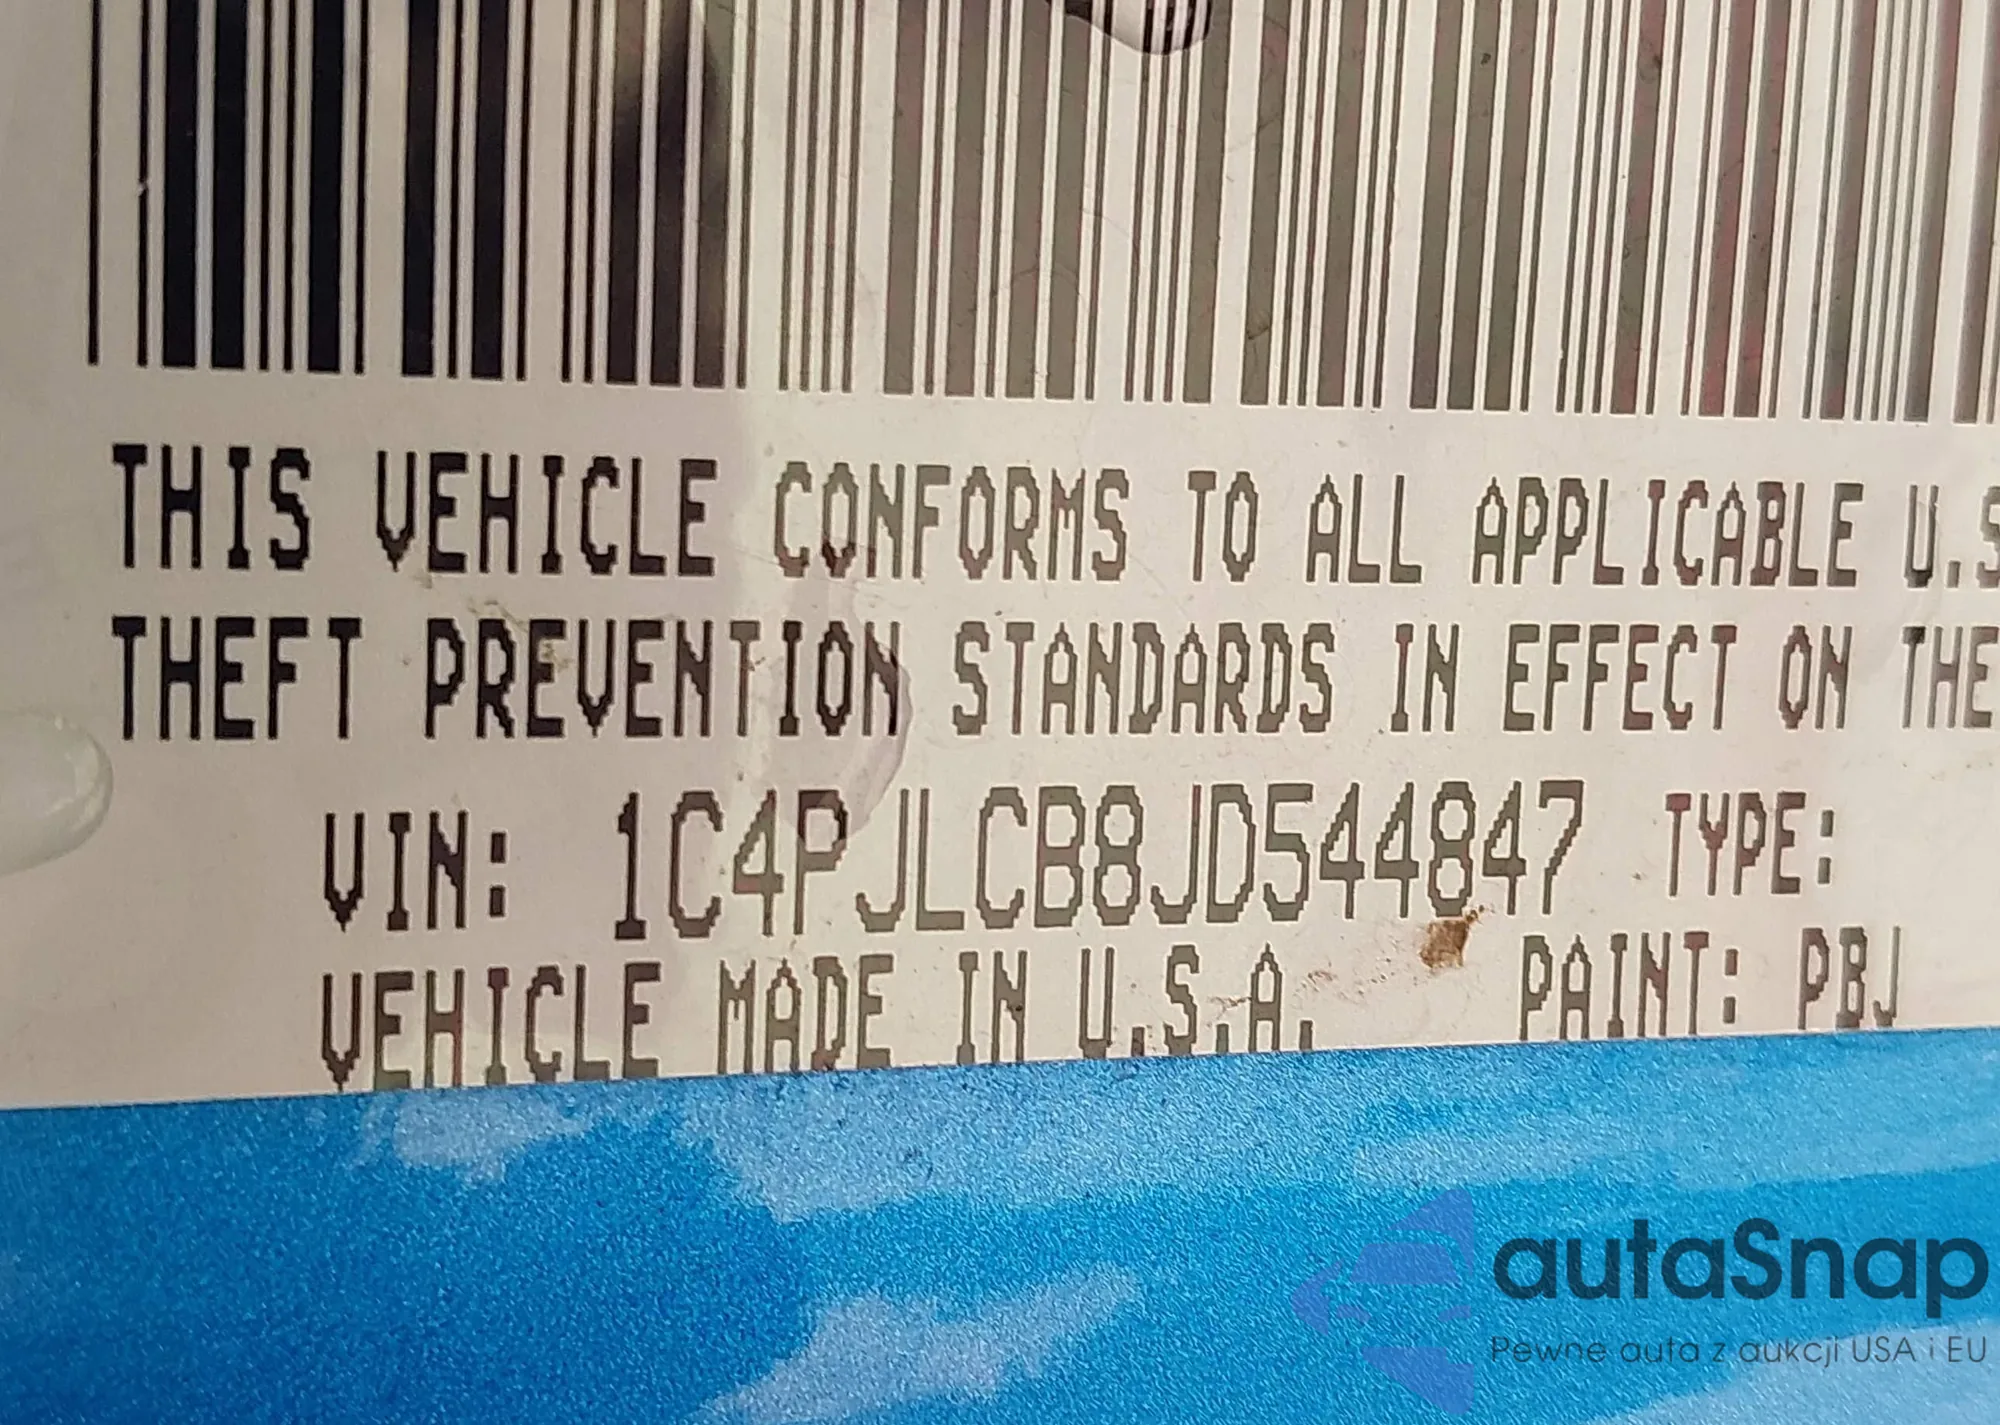 THIS VEHICLE CONFORMS TO ALL APPLICABLE U.S
THEFT PREVENTION STANDARDS IN EFFECT ON THE
VIN: 1C4PJLCB8JD544847 TYPE:
VEHICLE MADE IN U.S.A. PAINT: PBJ
autaSnap
Pewne auta z aukcji USA i EU